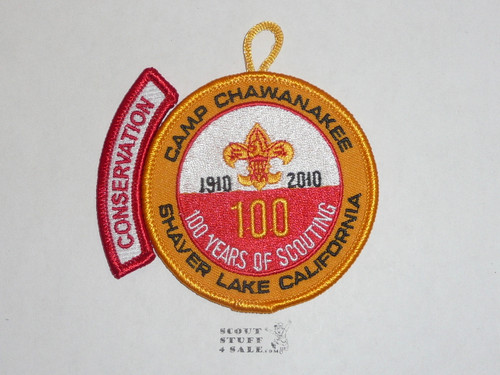 CONSERVATION
CAMP CHAWANAKEE
1910 2010
100
100 YEARS OF SCOUTING
SHAVER LAKE CALIFORNIA
SCOUT
STUFF
4 SALE.com